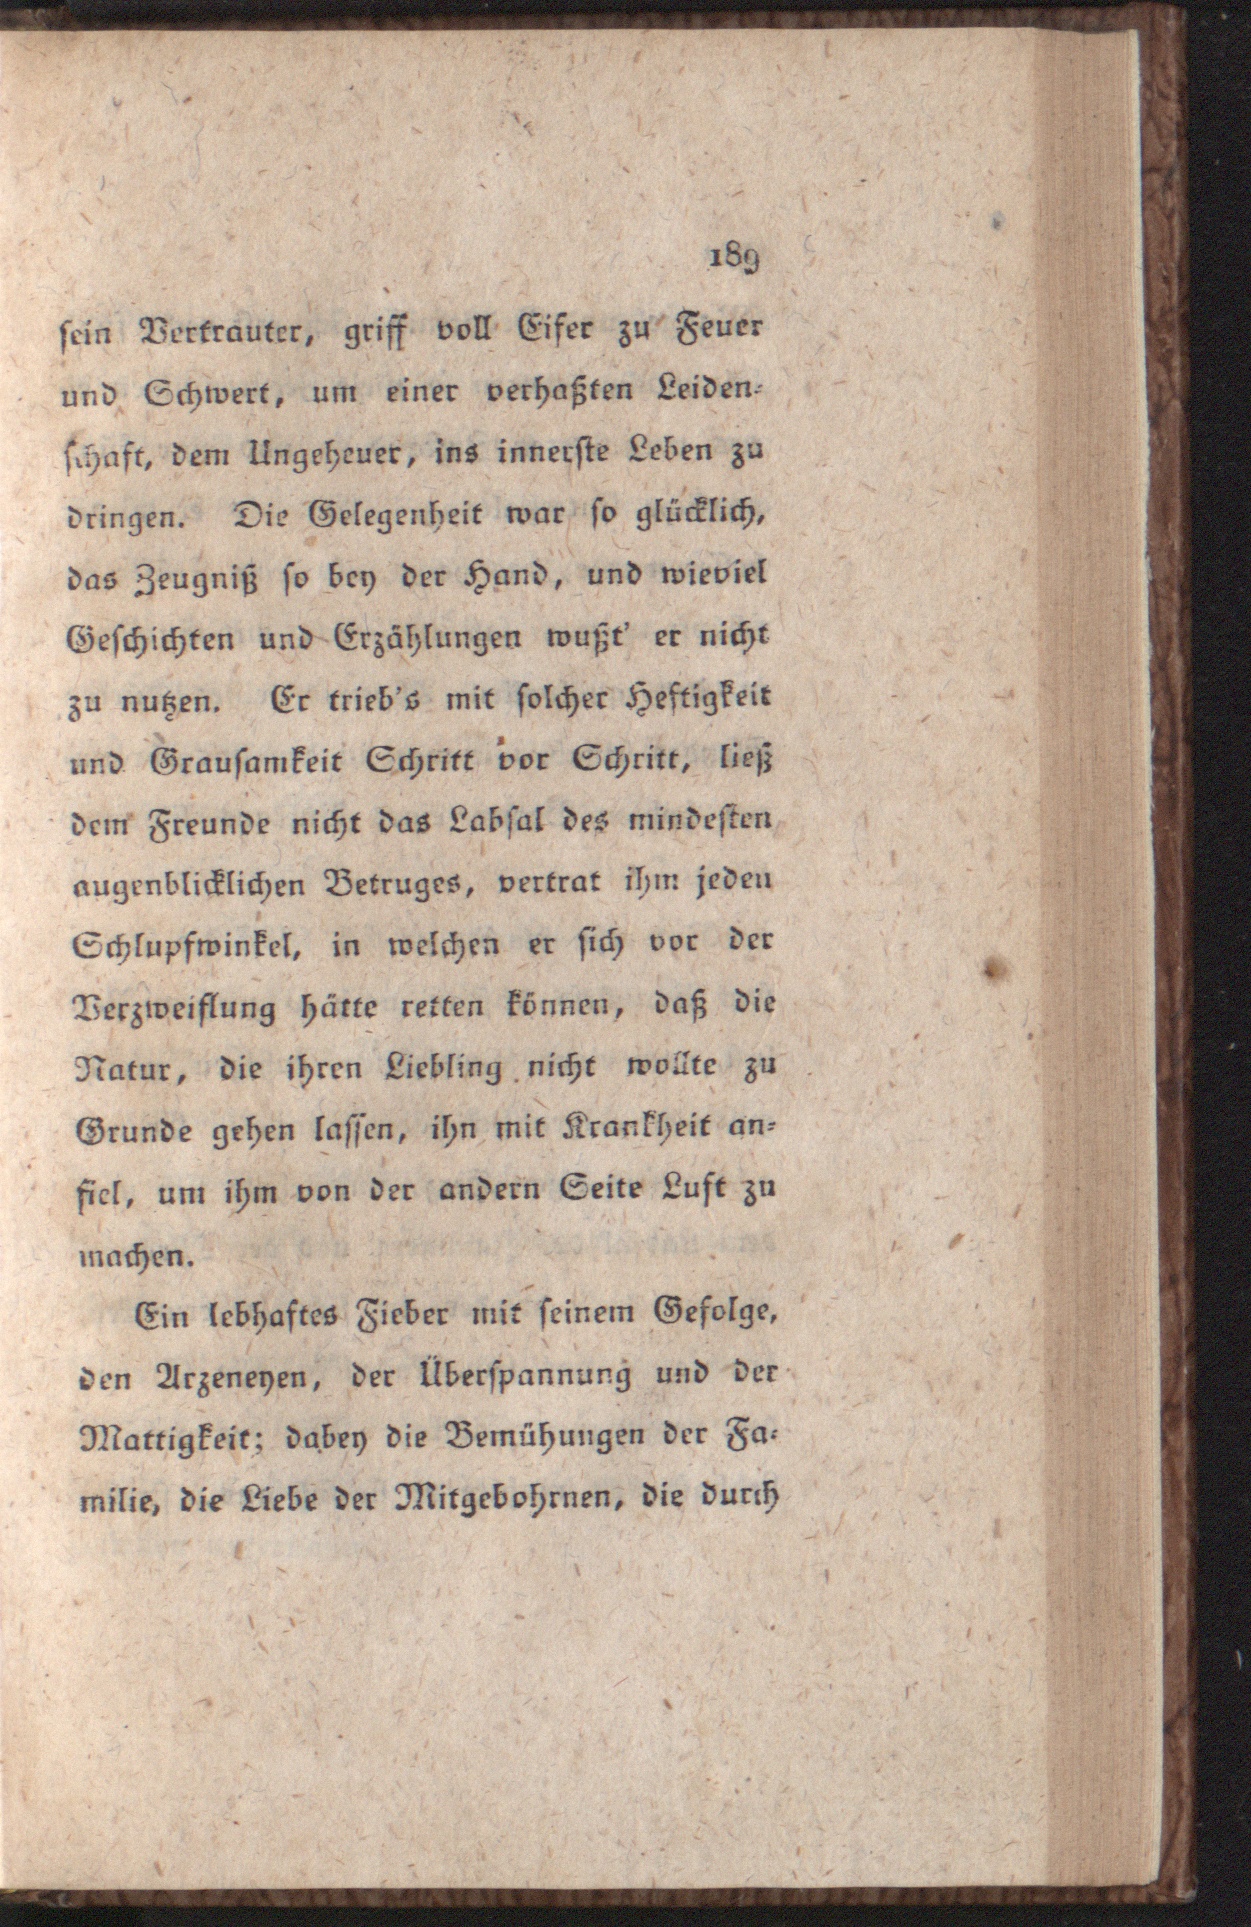 189
ſein Vertrauter, griff voll Eifer zu Feuer
und Schwert, um einer verhaßten Leiden⸗
ſchaft, dem Ungeheuer, ins innerſte Leben zu
dringen. Die Gelegenheit war ſo glücklich,
das Zeugniß ſo bey der Hand, und wieviel
Geſchichten und Erzählungen wußt’ er nicht
zu nutzen. Er trieb’s mit ſolcher Heftigkeit
und Grauſamkeit Schritt vor Schritt, ließ
dem Freunde nicht das Labſal des mindeſten
augenblicklichen Betruges, vertrat ihm jeden
Schlupfwinkel, in welchen er ſich vor der
Verzweiflung hätte retten können, daß die
Natur, die ihren Liebling nicht wollte zu
Grunde gehen laſſen, ihn mit Krankheit an⸗
fiel, um ihm von der andern Seite Luft zu
machen.
Ein lebhaftes Fieber mit ſeinem Gefolge,
den Arzeneyen, der Überſpannung und der
Mattigkeit; dabey die Bemühungen der Fa⸗
milie, die Liebe der Mitgebohrnen, die durch